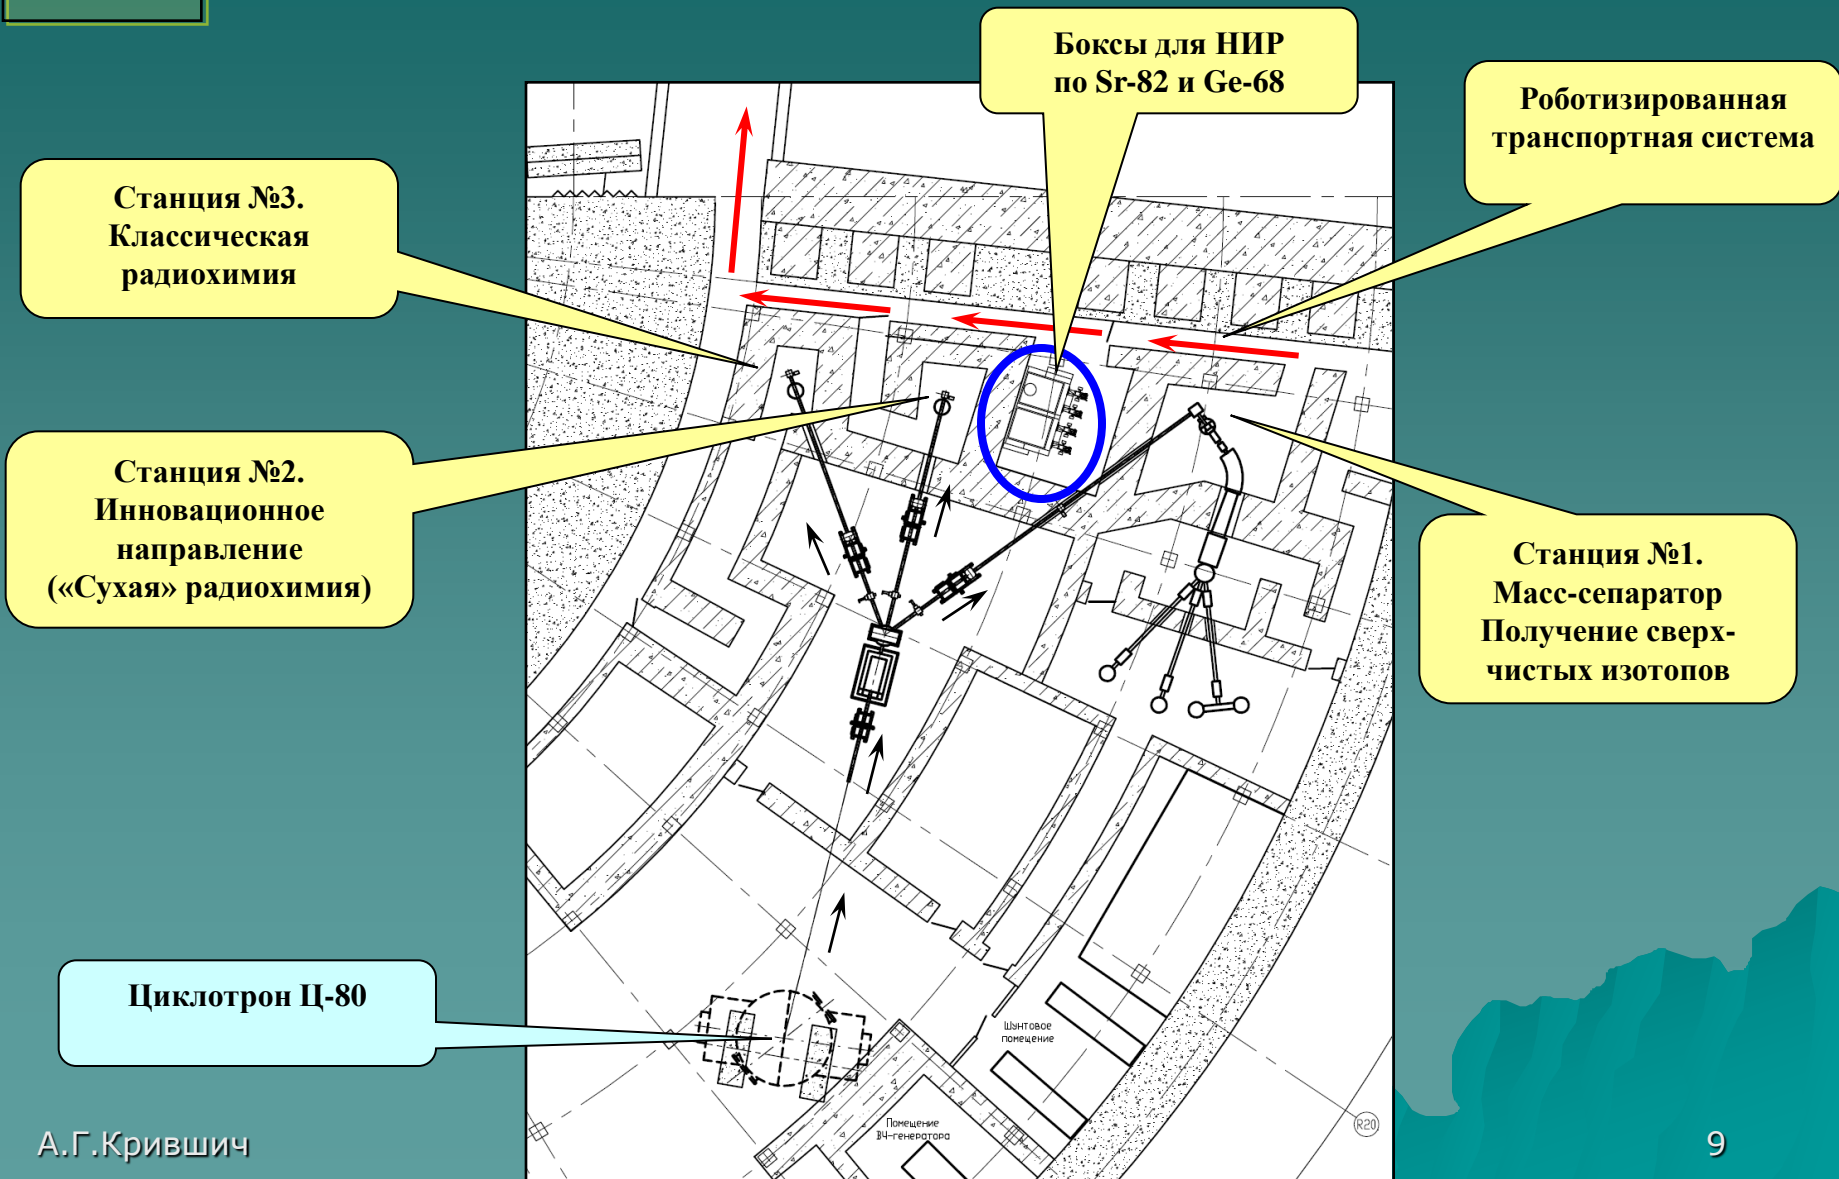 Боксы для НИР
по Sr-82 и Ge-68
Роботизированная
транспортная система
Станция №3.
Классическая
радиохимия
Станция №2.
Инновационное
направление
(«Сухая» радиохимия)
Станция №1.
Масс-сепаратор
Получение сверх-
чистых изотопов
Циклотрон Ц-80
Шунтовое
помещение
Помещение
ВЧ-генератора
R20
А.Г.Крившич
9